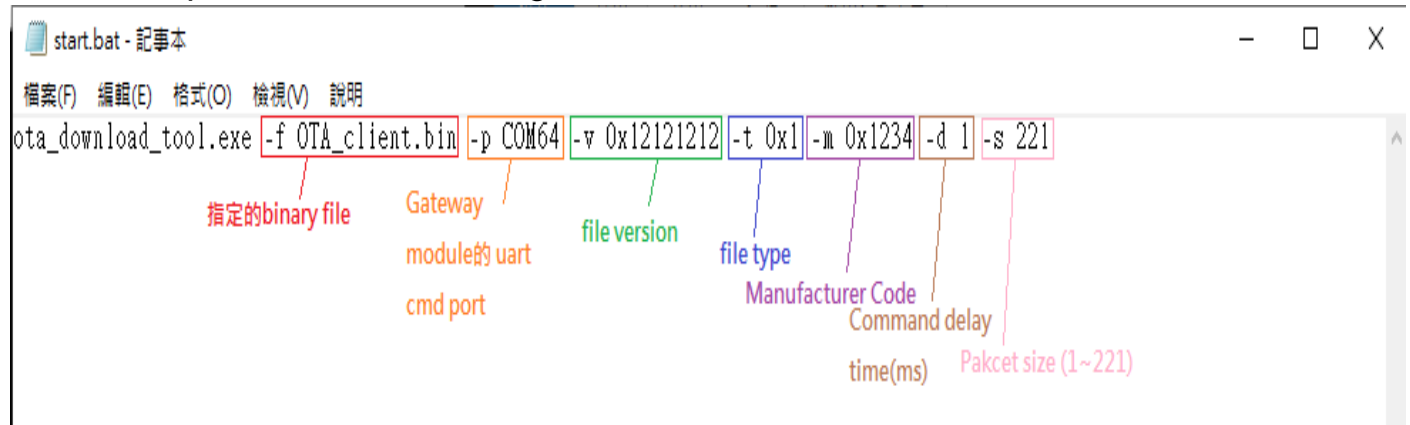 start.bat - 記事本
檔案(F) 編輯(E) 格式(O) 檢視(V) 說明
ota_download_tool.exe -f OTA_client.bin -p COM64 -v 0x12121212 -t 0x1 -m 0x1234 -d 1 -s 221
指定的binary file
Gateway
module的 uart
cmd port
file version
file type
Manufacturer Code
Command delay
time(ms)
Pakcet size (1~221)